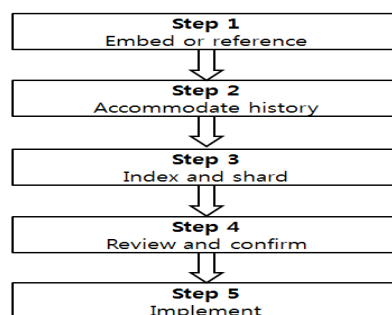 Step 1
Embed or reference
Step 2
Accommodate history
Step 3
Index and shard
Step 4
Review and confirm
Step 5
Implement